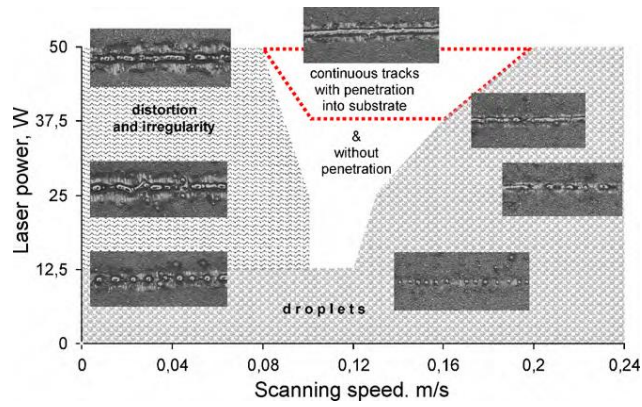 50
37,5
25
12,5
0
Laser power, W
continuous tracks
with penetration
into substrate
&
without
penetration
distortion
and irregularity
droplets
0
0,04
0,08
0,12
0,16
0,2
0,24
Scanning speed. m/s